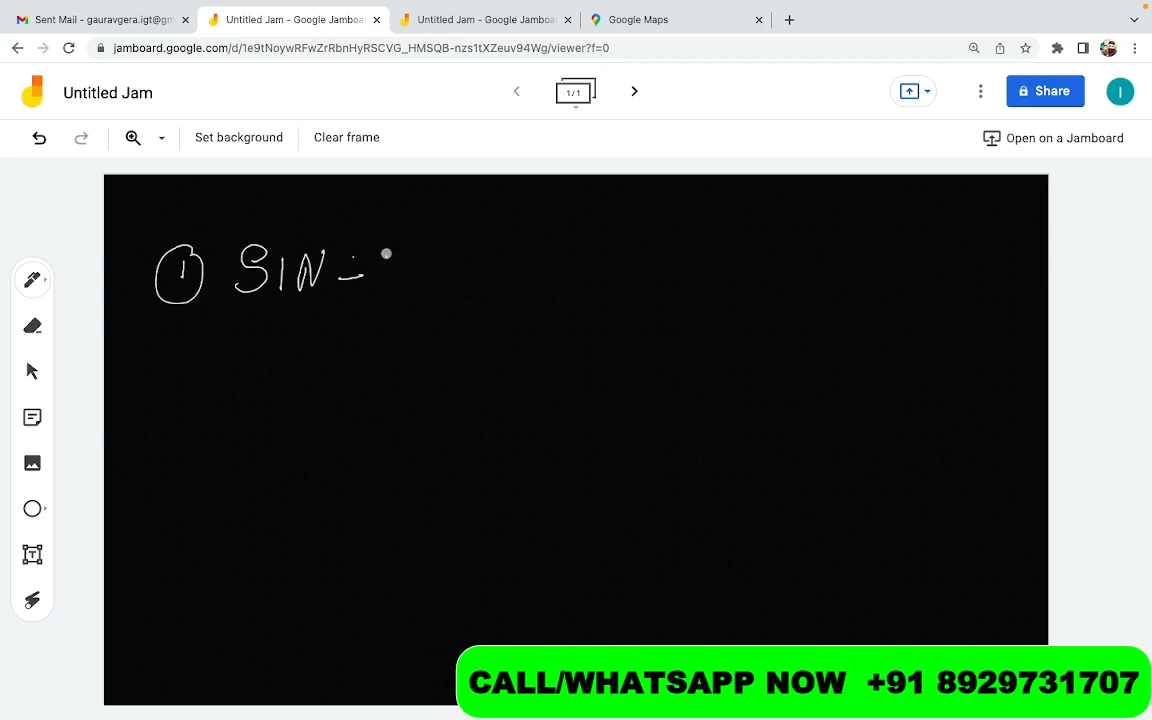 Sent Mail - gauravgera.igt@gm
Untitled Jam - Google Jamboa
Untitled Jam - Google Jamboa
Google Maps
jamboard.google.com/d/1e9tNoywRFwZrRbnHyRSCVG_HMSQB-nzs1tXZeuv94Wg/viewer?f=0
Untitled Jam
1/1
Share
I
Set background
Clear frame
Open on a Jamboard
1 SIN =
T
CALL/WHATSAPP NOW +91 8929731707